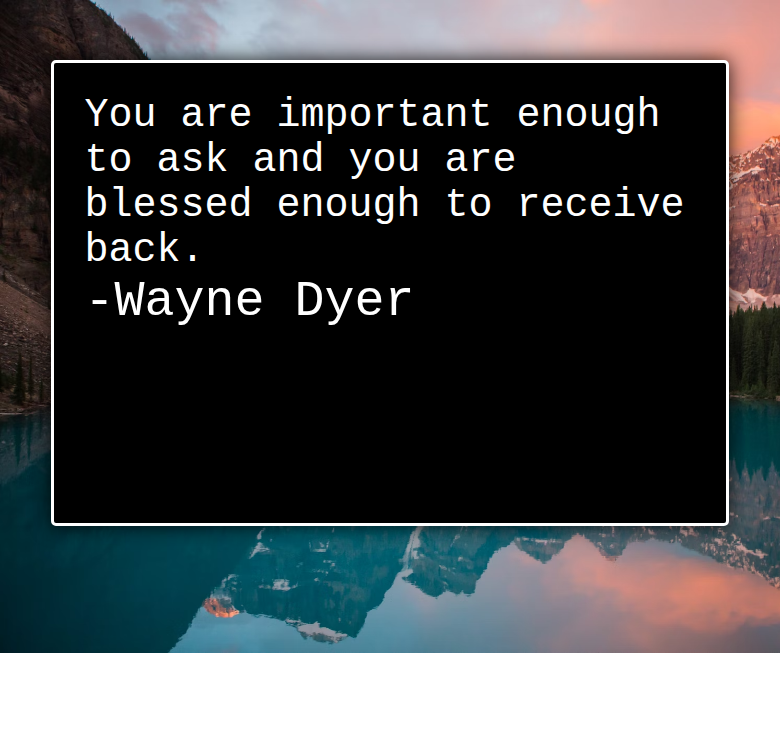 You are important enough
to ask and you are
blessed enough to receive
back.
-Wayne Dyer